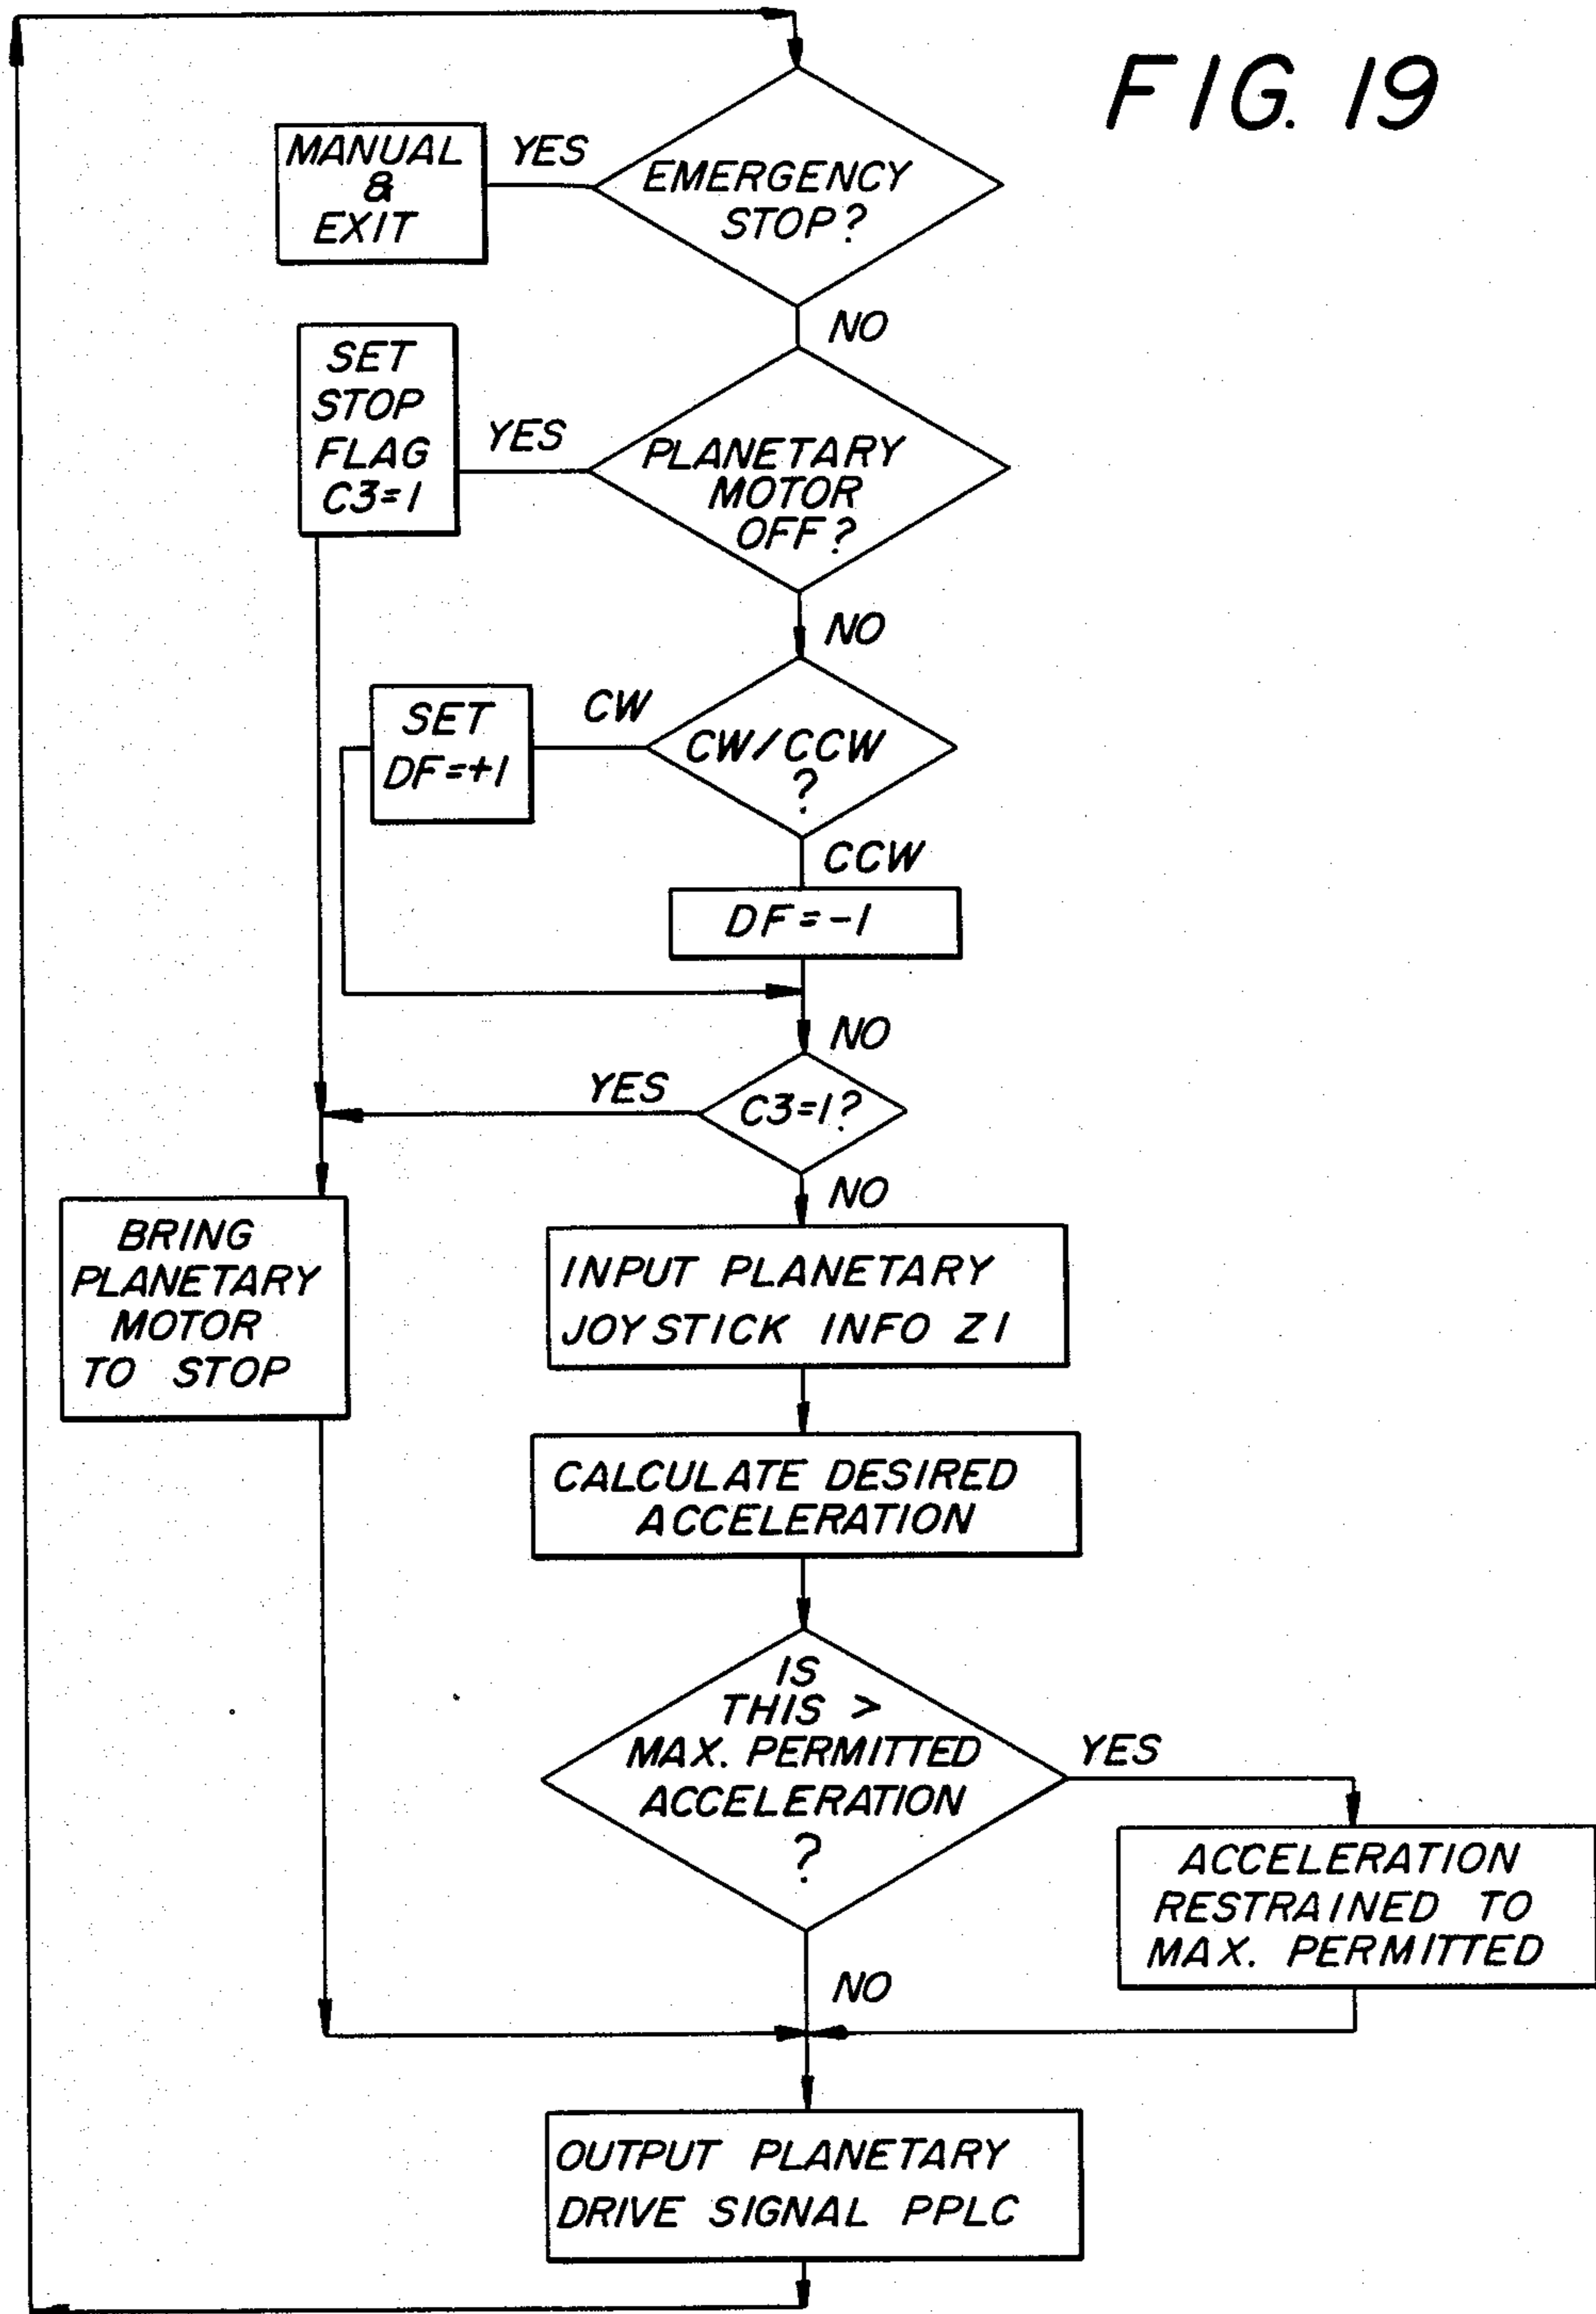 FIG. 19
MANUAL
&
EXIT
YES
EMERGENCY
STOP?
NO
SET
STOP
FLAG
C3=1
YES
PLANETARY
MOTOR
OFF?
NO
SET
DF=+1
CW
CW/CCW
?
CCW
DF=-1
NO
YES
C3=1?
NO
BRING
PLANETARY
MOTOR
TO STOP
INPUT PLANETARY
JOYSTICK INFO Z1
CALCULATE DESIRED
ACCELERATION
IS
THIS >
MAX. PERMITTED
ACCELERATION
?
YES
ACCELERATION
RESTRAINED TO
MAX. PERMITTED
NO
OUTPUT PLANETARY
DRIVE SIGNAL PPLC